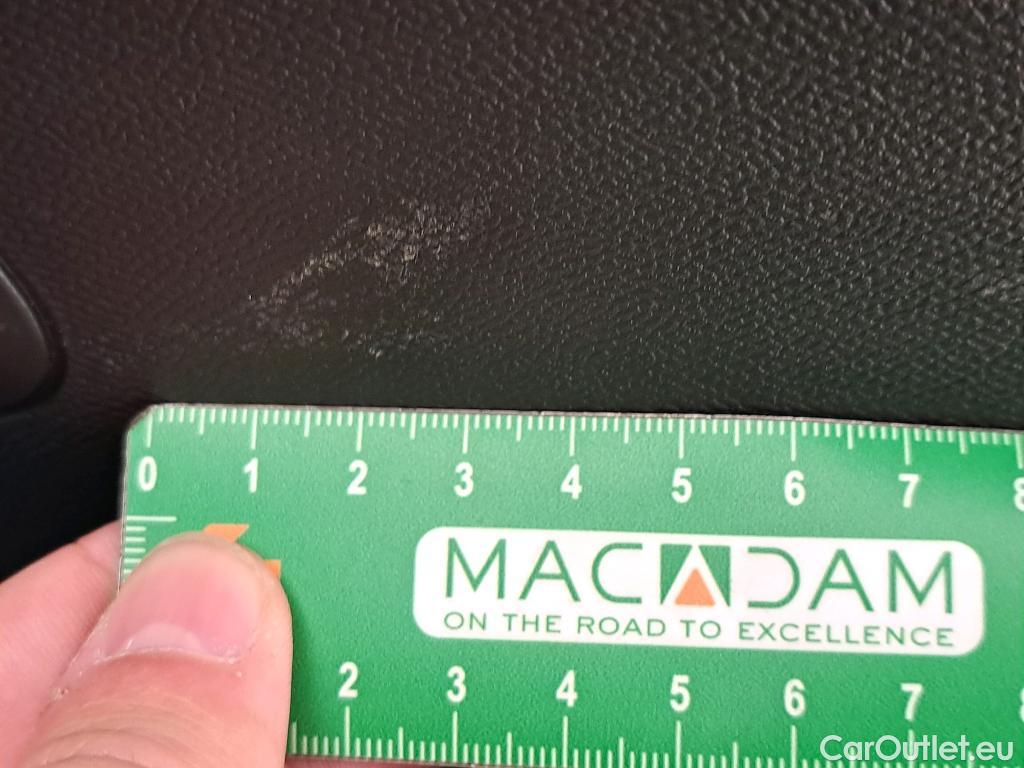 0 1 2 3 4 5 6 7 8
MACADAM
ON THE ROAD TO EXCELLENCE
2 3 4 5 6 7
CarOutlet.eu